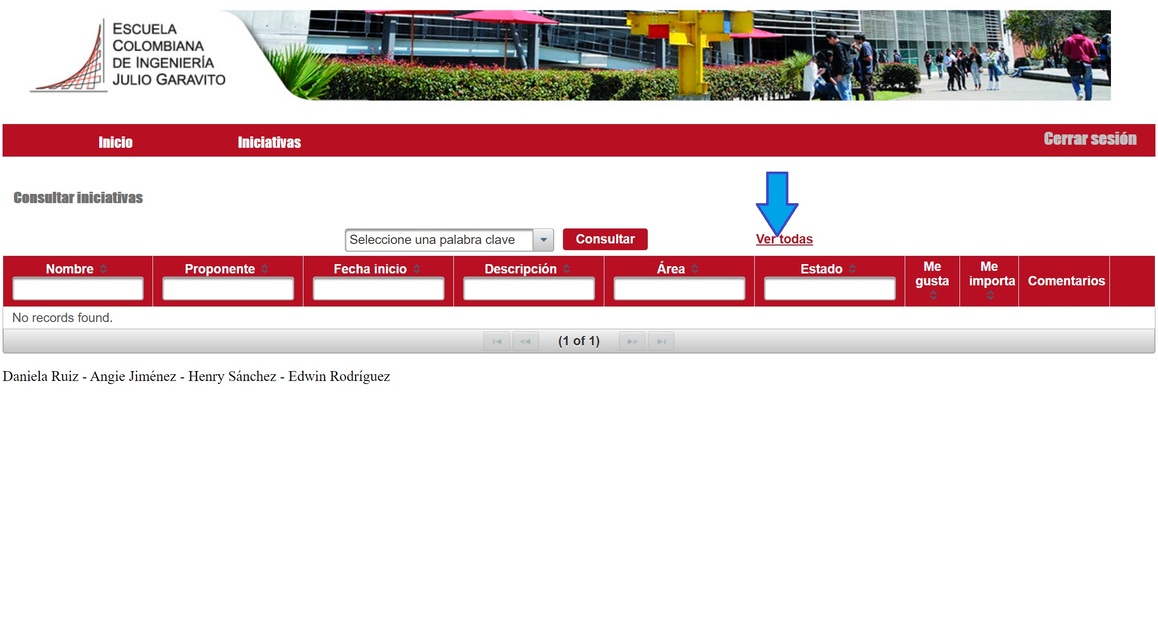 ESCUELA
COLOMBIANA
DE INGENIERÍA
JULIO GARAVITO
Inicio Iniciativas Cerrar sesión
Consultar iniciativas
Seleccione una palabra clave Consultar Ver todas
Nombre Proponente Fecha inicio Descripción Área Estado Me gusta Me importa Comentarios
No records found.
(1 of 1)
Daniela Ruiz - Angie Jiménez - Henry Sánchez - Edwin Rodríguez